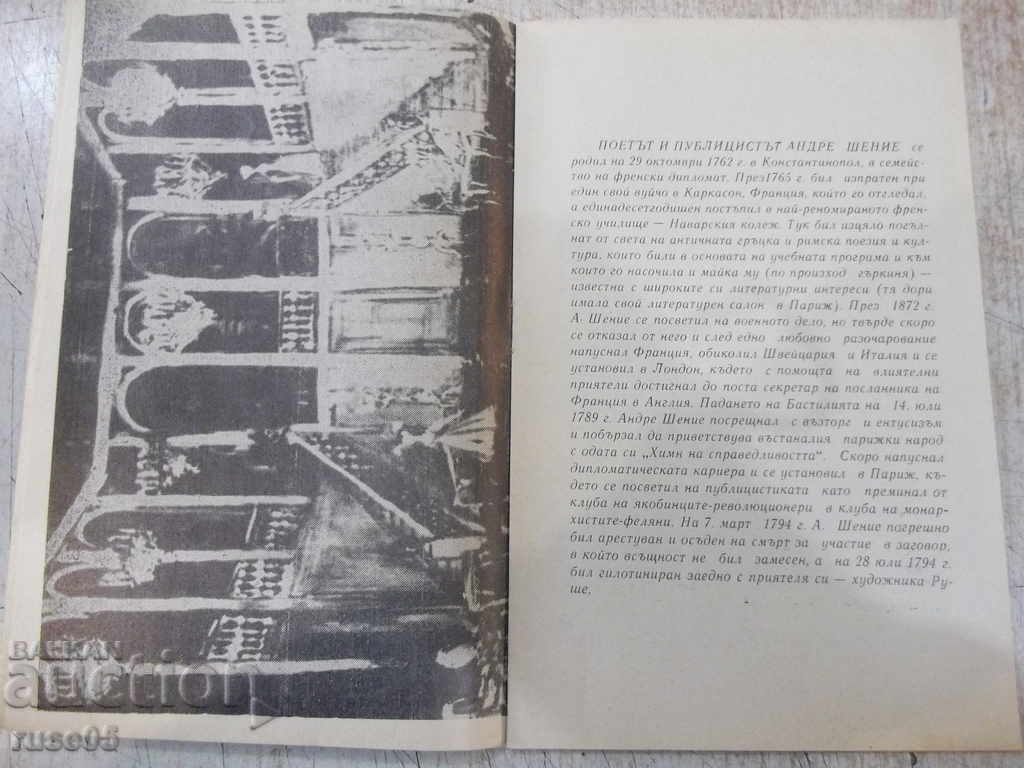 ПОЕТЪТ И ПУБЛИЦИСТЪТ АНДРЕ ШЕНИЕ се
родил на 29 октомври 1762 г. в Константинопол, в семейс-
тво на френски дипломат. През1765 г. бил изпратен при
един свой вуйчо в Каркасон, Франция, който го отгледал,
а единадесетгодишен постъпил в най-реномираното френ-
ско училище — Наварския колеж. Тук бил изцяло погъл-
нат от света на античната гръцка и римска поезия и кул-
тура, които били в основата на учебната програма и към
които го насочила и майка му (по произход гъркиня) —
известна с широките си литературни интереси (тя дори
имала свой литературен салон в Париж). През 1872 г.
А. Шение се посветил на военното дело, но твърде скоро
се отказал от него и след едно любовно разочарование
напуснал Франция, обиколил Швейцария и Италия и се
установил в Лондон, където с помощта на влиятелни
приятели достигнал до поста секретар на посланника на
Франция в Англия. Падането на Бастилията на 14. юли
1789 г. Андре Шение посрещнал с възторг и ентусизъм
и побързал да приветствува въстаналия парижки народ
с одата си „Химн на справедливостта“. Скоро напуснал
дипломатическата кариера и се установил в Париж, къ-
дето се посветил на публицистиката като преминал от
клуба на якобинците-революционери в клуба на монар-
хистите-феляни. На 7. март 1794 г. А. Шение погрешно
бил арестуван и осъден на смърт за участие в заговор,
в който всъщност не бил замесен, а на 28 юли 1794 г.
бил гилотиниран заедно с приятеля си — художника Ру-
ше,
BALKAN
auction
ruse05